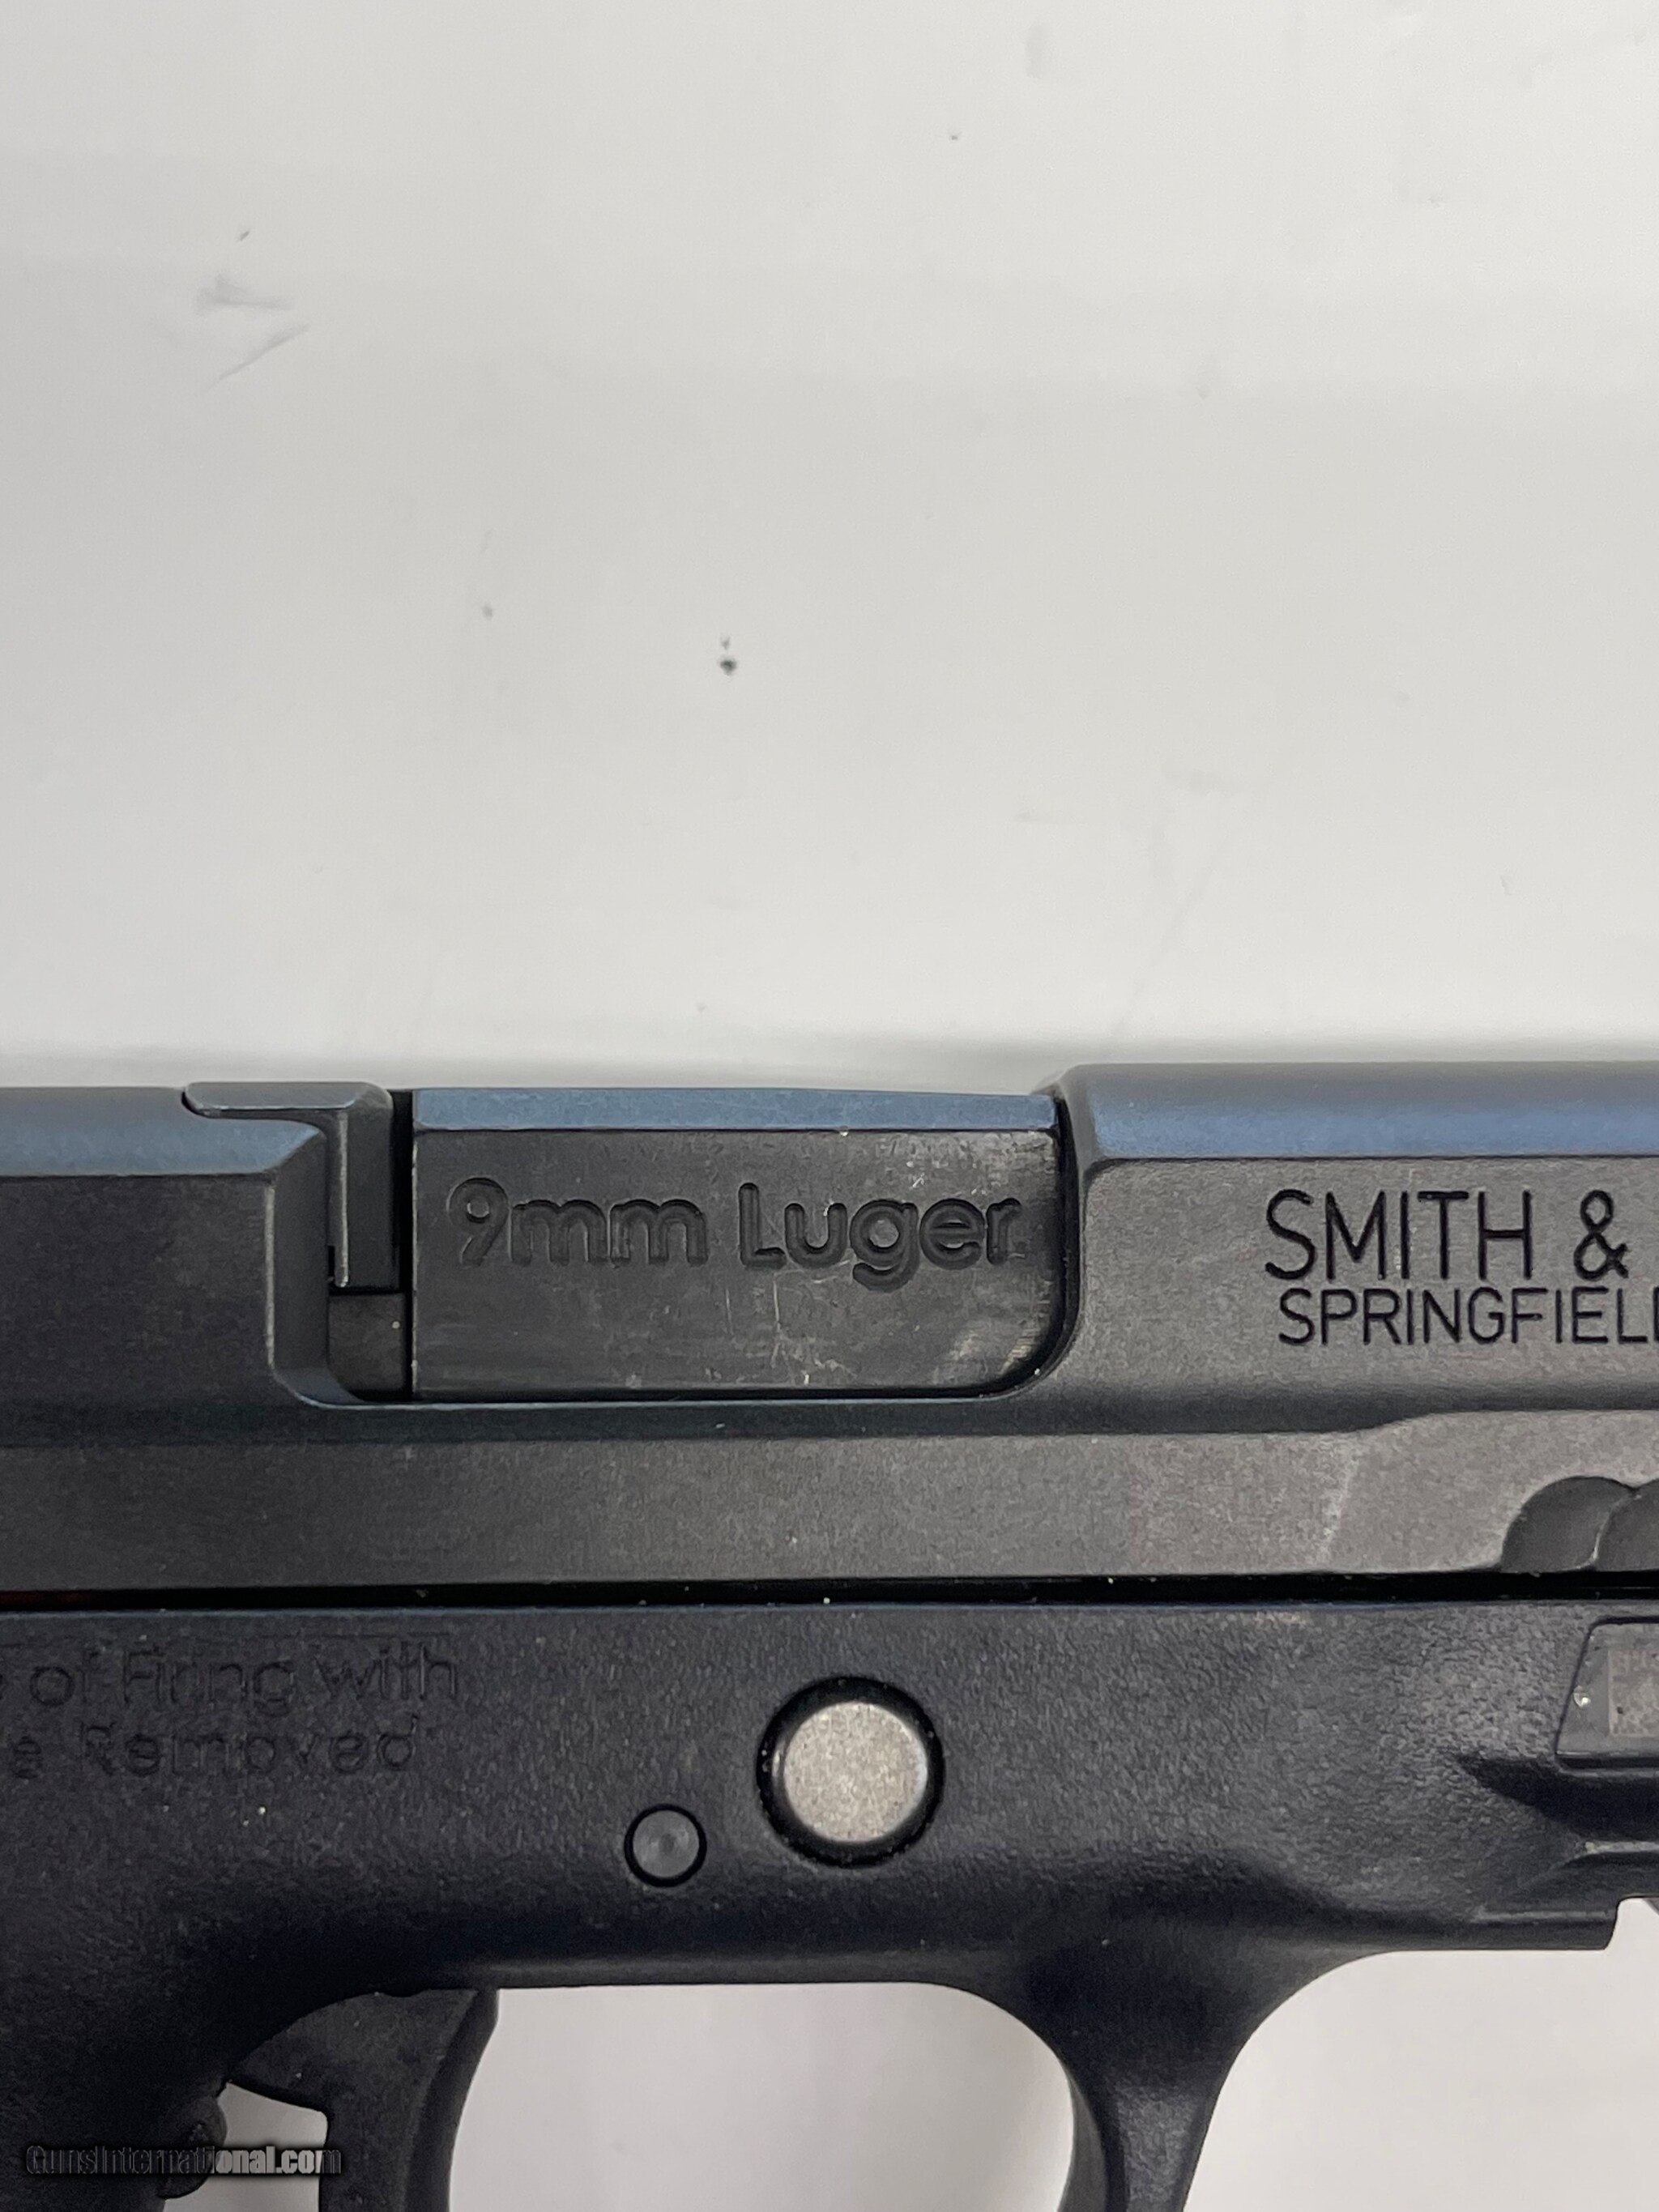 9mm Luger
SMITH &
SPRINGFIEL
of Firing with
Removed
GunsInternational.com